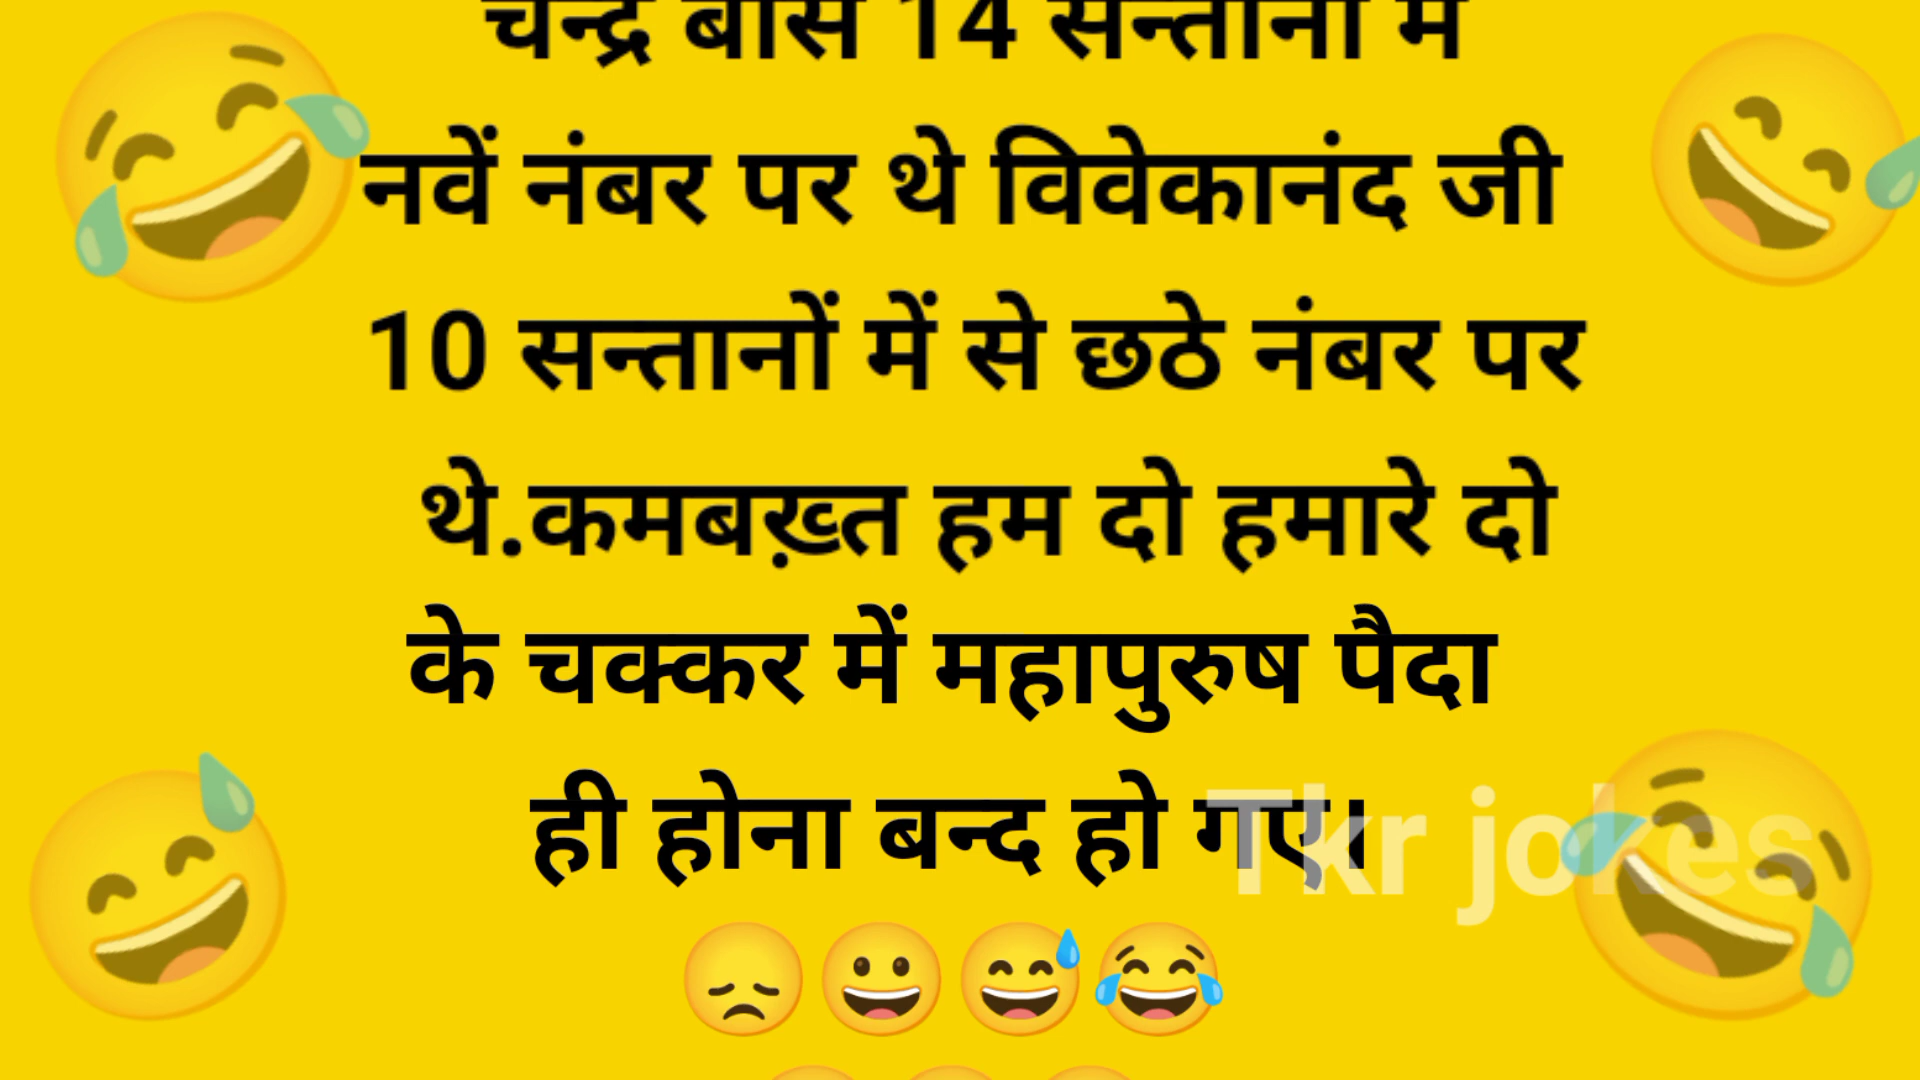 चन्द्र बोस 14 सन्तानों में
नवें नंबर पर थे विवेकानंद जी
10 सन्तानों में से छठे नंबर पर
थे.कमबख़्त हम दो हमारे दो
के चक्कर में महापुरुष पैदा
ही होना बन्द हो गए।
Tkr jokes